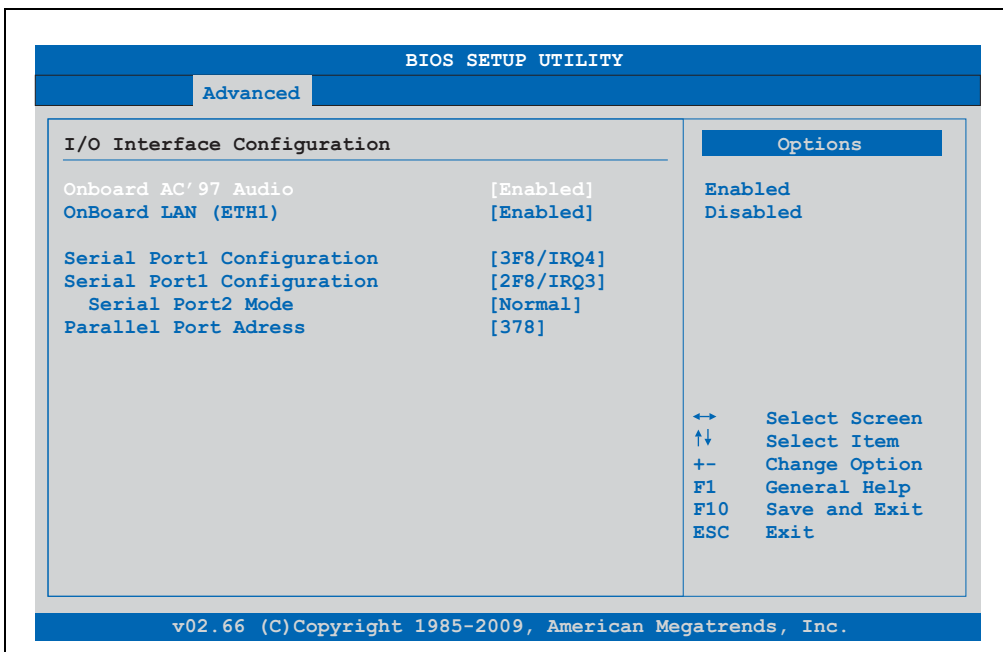 BIOS SETUP UTILITY
Advanced
I/O Interface Configuration
Onboard AC'97 Audio [Enabled]
OnBoard LAN (ETH1) [Enabled]
Serial Port1 Configuration [3F8/IRQ4]
Serial Port1 Configuration [2F8/IRQ3]
Serial Port2 Mode [Normal]
Parallel Port Adress [378]
Options
Enabled
Disabled
↔ Select Screen
↑↓ Select Item
+- Change Option
F1 General Help
F10 Save and Exit
ESC Exit
v02.66 (C)Copyright 1985-2009, American Megatrends, Inc.